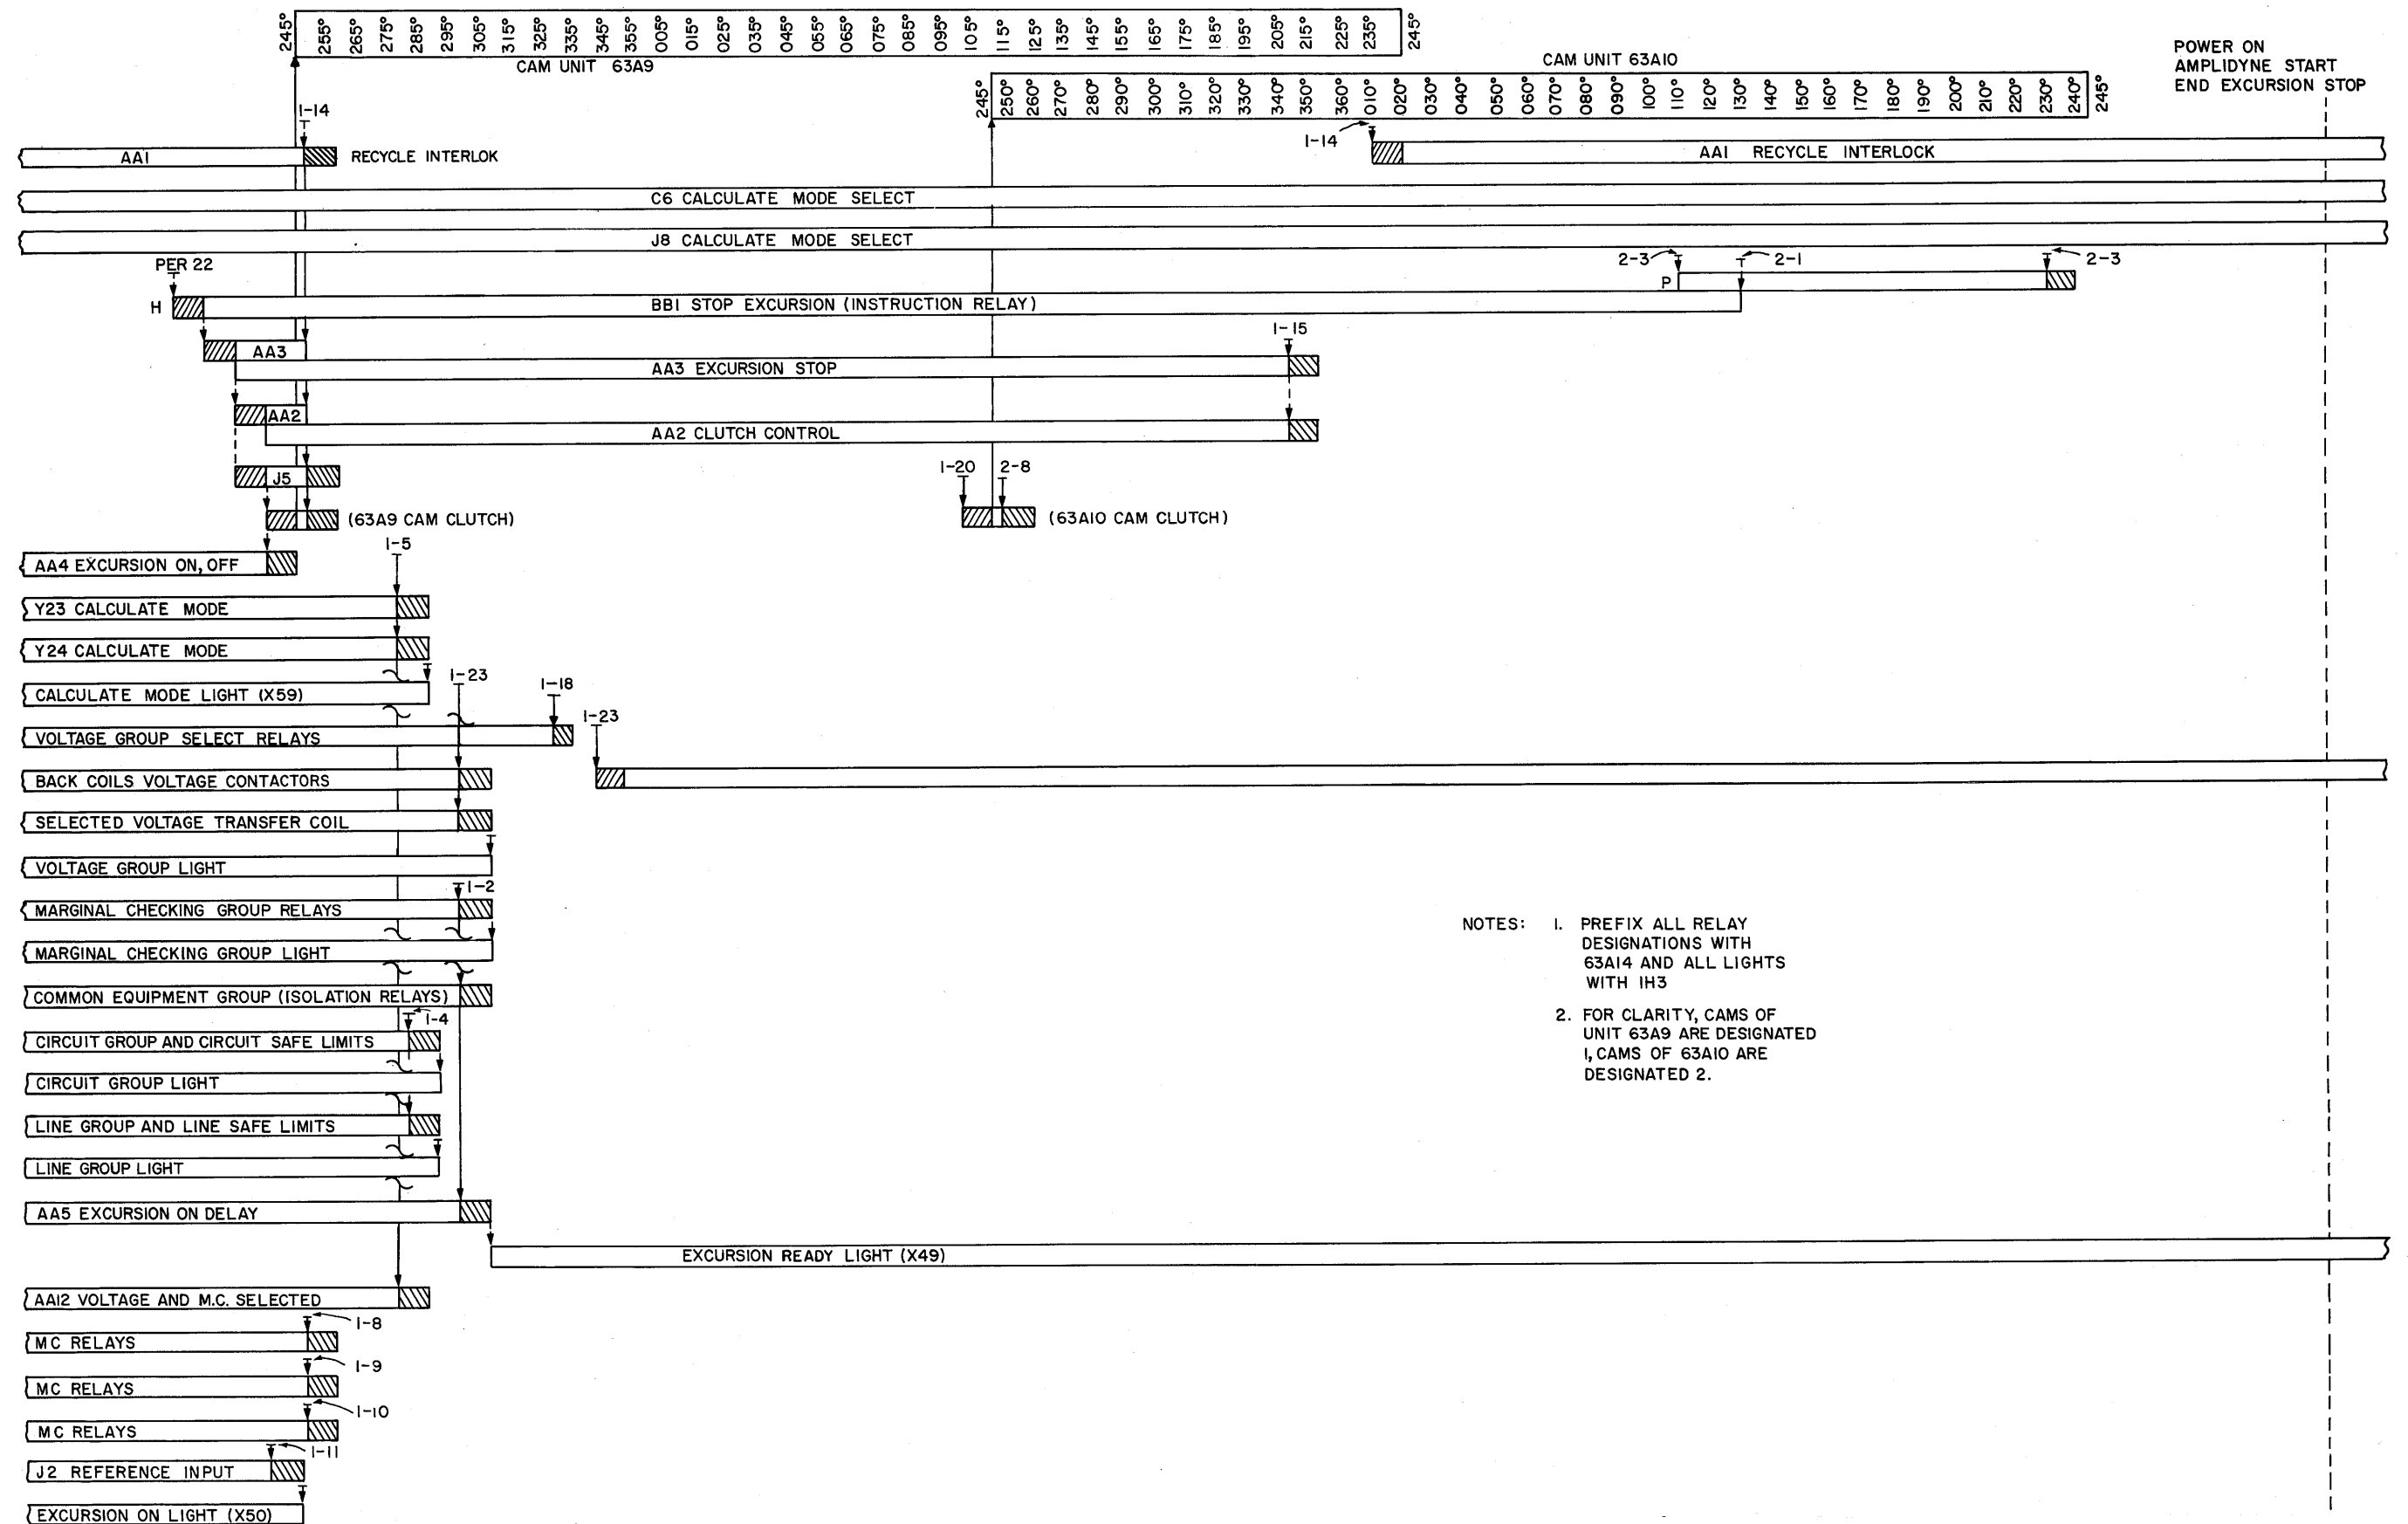 245° 255° 265° 275° 285° 295° 305° 315° 325° 335° 345° 355° 005° 015° 025° 035° 045° 055° 065° 075° 085° 095° 105° 115° 125° 135° 145° 155° 165° 175° 185° 195° 205° 215° 225° 235° 245°
CAM UNIT 63A9
CAM UNIT 63A10
245° 250° 260° 270° 280° 290° 300° 310° 320° 330° 340° 350° 360° 010° 020° 030° 040° 050° 060° 070° 080° 090° 100° 110° 120° 130° 140° 150° 160° 170° 180° 190° 200° 210° 220° 230° 240° 245°
POWER ON
AMPLIDYNE START
END EXCURSION STOP
1-14
1-14
AA1
RECYCLE INTERLOK
AA1 RECYCLE INTERLOCK
C6 CALCULATE MODE SELECT
J8 CALCULATE MODE SELECT
PER 22
2-3
2-1
2-3
P
H
BB1 STOP EXCURSION (INSTRUCTION RELAY)
1-15
AA3
AA3 EXCURSION STOP
AA2
AA2 CLUTCH CONTROL
1-20
2-8
J5
(63A9 CAM CLUTCH)
(63A10 CAM CLUTCH)
1-5
AA4 EXCURSION ON, OFF
Y23 CALCULATE MODE
Y24 CALCULATE MODE
1-23
1-18
CALCULATE MODE LIGHT (X59)
1-23
VOLTAGE GROUP SELECT RELAYS
BACK COILS VOLTAGE CONTACTORS
SELECTED VOLTAGE TRANSFER COIL
VOLTAGE GROUP LIGHT
1-2
MARGINAL CHECKING GROUP RELAYS
MARGINAL CHECKING GROUP LIGHT
COMMON EQUIPMENT GROUP (ISOLATION RELAYS)
1-4
CIRCUIT GROUP AND CIRCUIT SAFE LIMITS
CIRCUIT GROUP LIGHT
LINE GROUP AND LINE SAFE LIMITS
LINE GROUP LIGHT
AA5 EXCURSION ON DELAY
EXCURSION READY LIGHT (X49)
AA12 VOLTAGE AND M.C. SELECTED
1-8
MC RELAYS
1-9
MC RELAYS
1-10
MC RELAYS
1-11
J2 REFERENCE INPUT
EXCURSION ON LIGHT (X50)
NOTES: 1. PREFIX ALL RELAY
DESIGNATIONS WITH
63A14 AND ALL LIGHTS
WITH 1H3
2. FOR CLARITY, CAMS OF
UNIT 63A9 ARE DESIGNATED
1, CAMS OF 63A10 ARE
DESIGNATED 2.